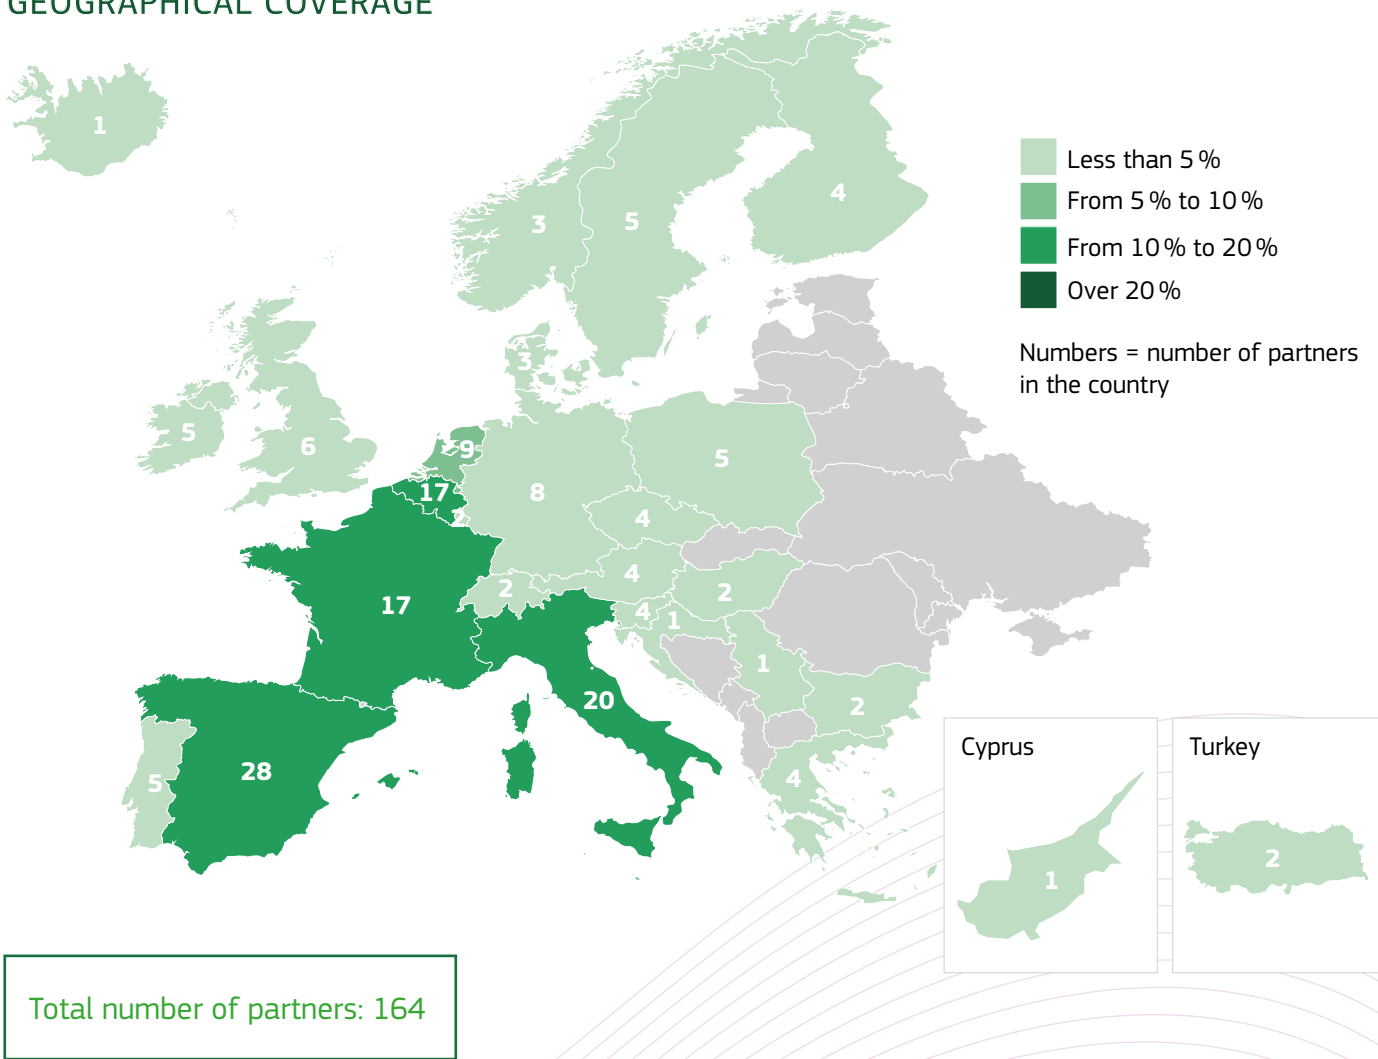 GEOGRAPHICAL COVERAGE
1
4
3
5
Less than 5 %
From 5 % to 10 %
From 10 % to 20 %
Over 20 %
Numbers = number of partners
in the country
3
5
6
9
5
17
8
2
4
4
2
2
4
1
17
1
20
2
28
5
4
Cyprus
1
Turkey
2
Total number of partners: 164